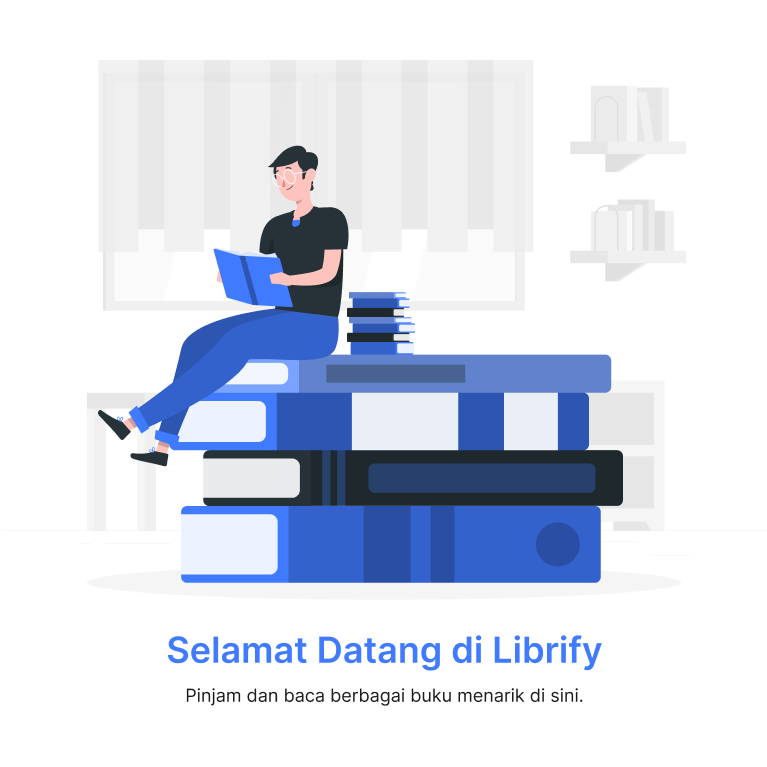 Selamat Datang di Librify
Pinjam dan baca berbagai buku menarik di sini.